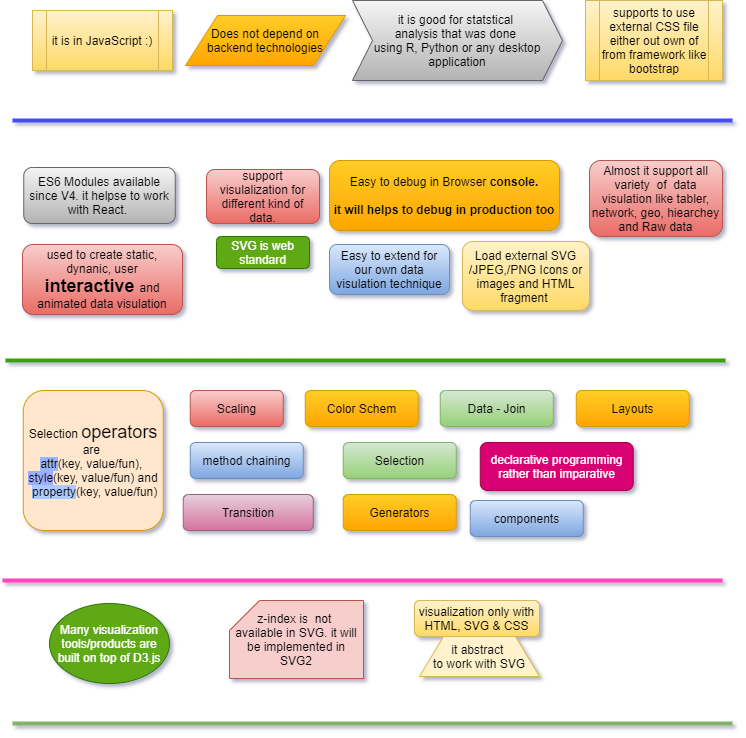 it is in JavaScript :)
Does not depend on
backend technologies
it is good for statstical
analysis that was done
using R, Python or any desktop
application
supports to use
external CSS file
either out own of
from framework like
bootstrap
ES6 Modules available
since V4. it helpse to work
with React.
support
visulalization for
different kind of
data.
Easy to debug in Browser console.
it will helps to debug in production too
Almost it support all
variety of data
visulation like tabler,
network, geo, hiearchey
and Raw data
used to create static,
dynanic, user
interactive and
animated data visulation
SVG is web
standard
Easy to extend for
our own data
visulation technique
Load external SVG
/JPEG,/PNG Icons or
images and HTML
fragment
Selection operators
are
attr(key, value/fun),
style(key, value/fun) and
property(key, value/fun)
Scaling
Color Schem
Data - Join
Layouts
method chaining
Selection
declarative programming
rather than imparative
Transition
Generators
components
Many visualization
tools/products are
built on top of D3.js
z-index is not
available in SVG. it will
be implemented in
SVG2
visualization only with
HTML, SVG & CSS
it abstract
to work with SVG